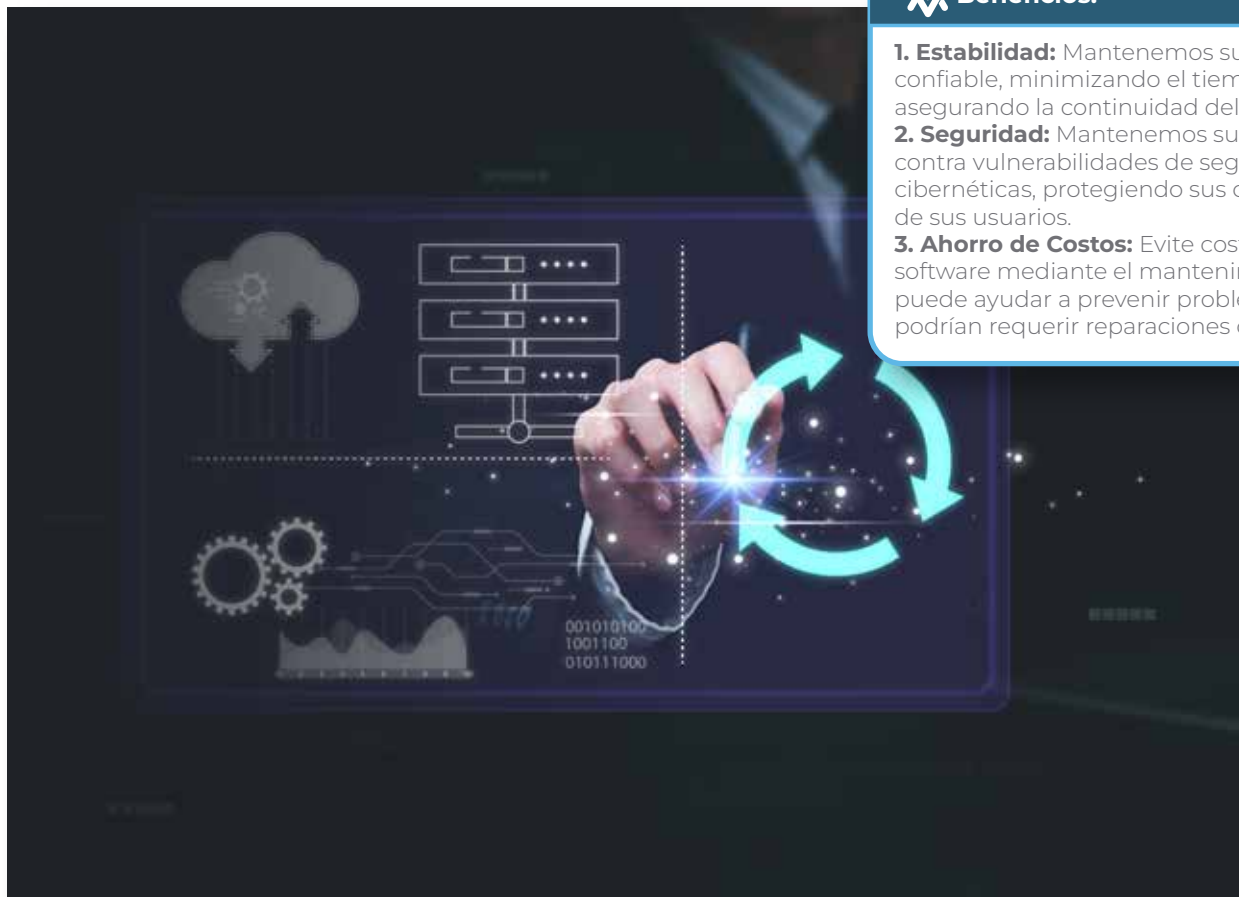 Beneficios:
1. Estabilidad: Mantenemos su
confiable, minimizando el tiem
asegurando la continuidad del
2. Seguridad: Mantenemos su
contra vulnerabilidades de seg
cibernéticas, protegiendo sus
de sus usuarios.
3. Ahorro de Costos: Evite cos
software mediante el mantenim
puede ayudar a prevenir proble
podrían requerir reparaciones
001010100
1001100
010111000